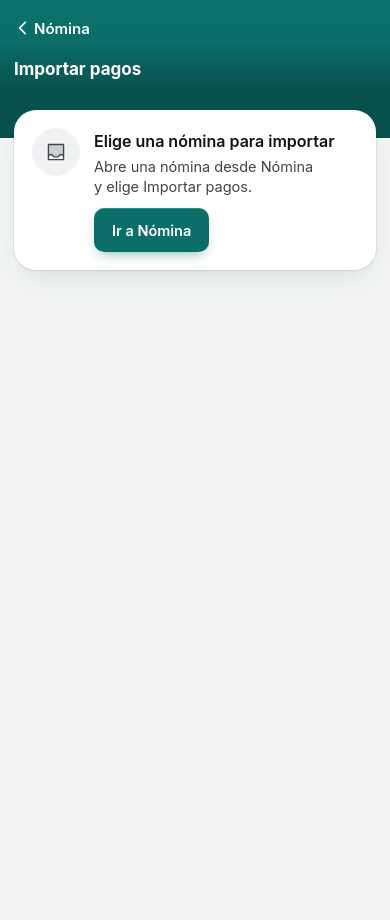 Nómina
Importar pagos
Elige una nómina para importar
Abre una nómina desde Nómina
y elige Importar pagos.
Ir a Nómina